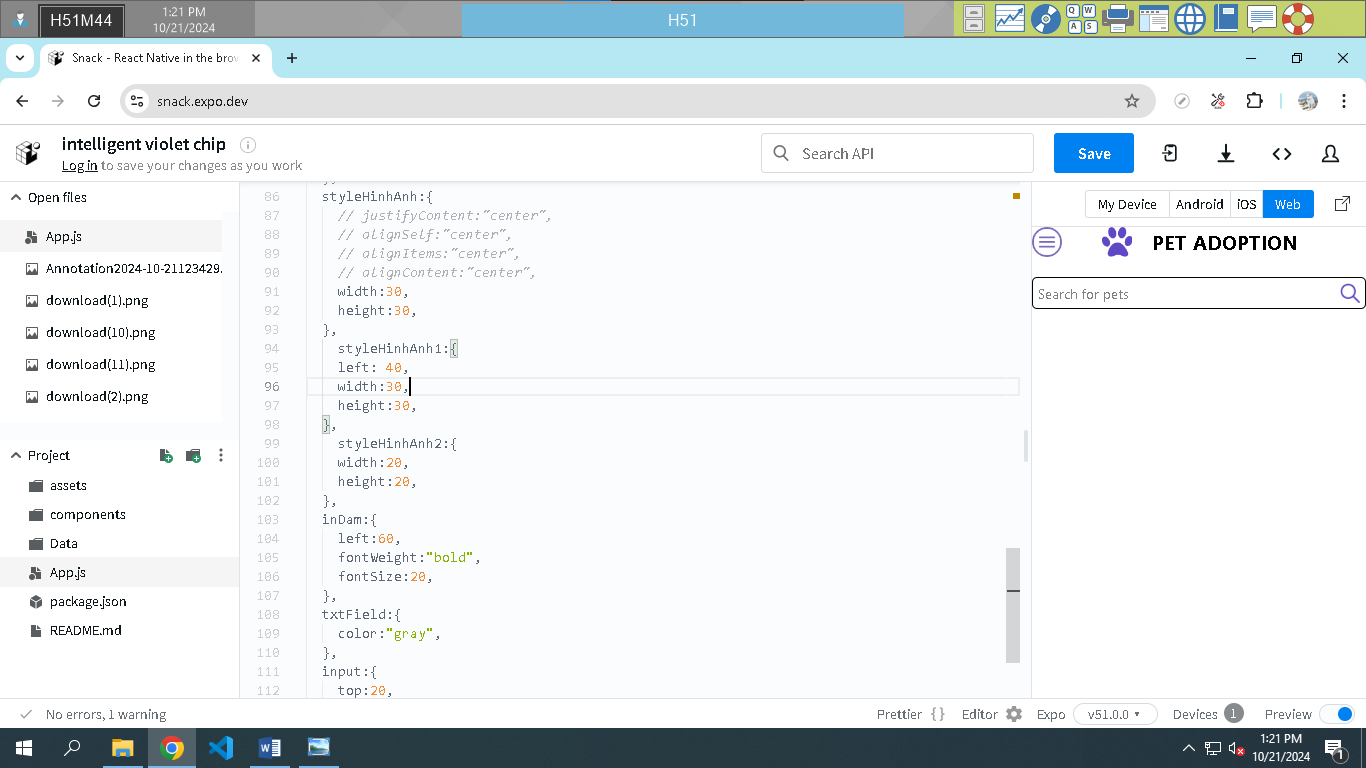 H51M44
1:21 PM
10/21/2024
H51
Q W
A S
Snack - React Native in the brow
snack.expo.dev
intelligent violet chip
Log in to save your changes as you work
Search API
Save
Open files
App.js
Annotation2024-10-21123429.
download(1).png
download(10).png
download(11).png
download(2).png
Project
assets
components
Data
App.js
package.json
README.md
86 styleHinhAnh:{
87 // justifyContent:"center",
88 // alignSelf:"center",
89 // alignItems:"center",
90 // alignContent:"center",
91 width:30,
92 height:30,
93 },
94 styleHinhAnh1:{
95 left: 40,
96 width:30,
97 height:30,
98 },
99 styleHinhAnh2:{
100 width:20,
101 height:20,
102 },
103 inDam:{
104 left:60,
105 fontWeight:"bold",
106 fontSize:20,
107 },
108 txtField:{
109 color:"gray",
110 },
111 input:{
112 top:20,
My Device Android iOS Web
PET ADOPTION
Search for pets
No errors, 1 warning
Prettier {} Editor Expo v51.0.0 Devices 1 Preview
1:21 PM
10/21/2024
1